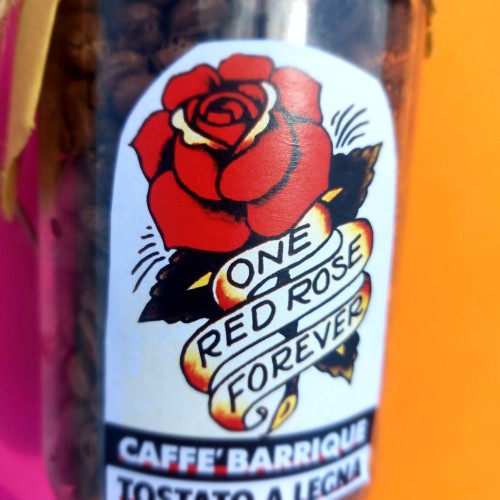 ONE
RED ROSE
FOREVER
CAFFE' BARRIQUE
TOSTATO A LEGNA